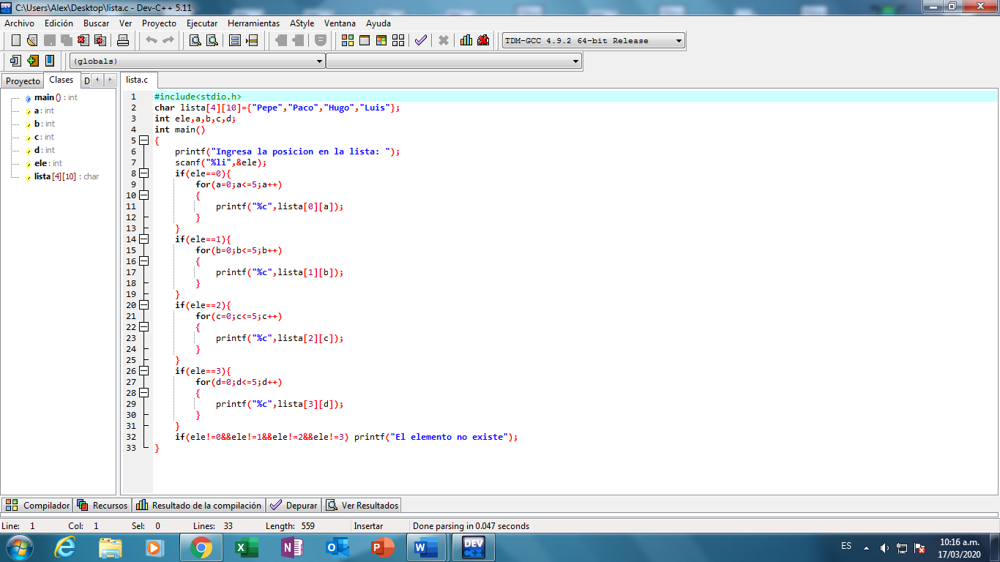 C:\Users\Alex\Desktop\lista.c - Dev-C++ 5.11
Archivo Edición Buscar Ver Proyecto Ejecutar Herramientas AStyle Ventana Ayuda
TDM-GCC 4.9.2 64-bit Release
(globals)
Proyecto Clases D
lista.c
main () : int
a : int
b : int
c : int
d : int
ele : int
lista [4][10] : char
1 #include<stdio.h>
2 char lista[4][10]={"Pepe","Paco","Hugo","Luis"};
3 int ele,a,b,c,d;
4 int main()
5 {
6 printf("Ingresa la posicion en la lista: ");
7 scanf("%li",&ele);
8 if(ele==0){
9 for(a=0;a<=5;a++)
10 {
11 printf("%c",lista[0][a]);
12 }
13 }
14 if(ele==1){
15 for(b=0;b<=5;b++)
16 {
17 printf("%c",lista[1][b]);
18 }
19 }
20 if(ele==2){
21 for(c=0;c<=5;c++)
22 {
23 printf("%c",lista[2][c]);
24 }
25 }
26 if(ele==3){
27 for(d=0;d<=5;d++)
28 {
29 printf("%c",lista[3][d]);
30 }
31 }
32 if(ele!=0&&ele!=1&&ele!=2&&ele!=3) printf("El elemento no existe");
33 }
Compilador Recursos Resultado de la compilación Depurar Ver Resultados
Line: 1 Col: 1 Sel: 0 Lines: 33 Length: 559 Insertar Done parsing in 0.047 seconds
ES
10:16 a.m.
17/03/2020
DEV
C++